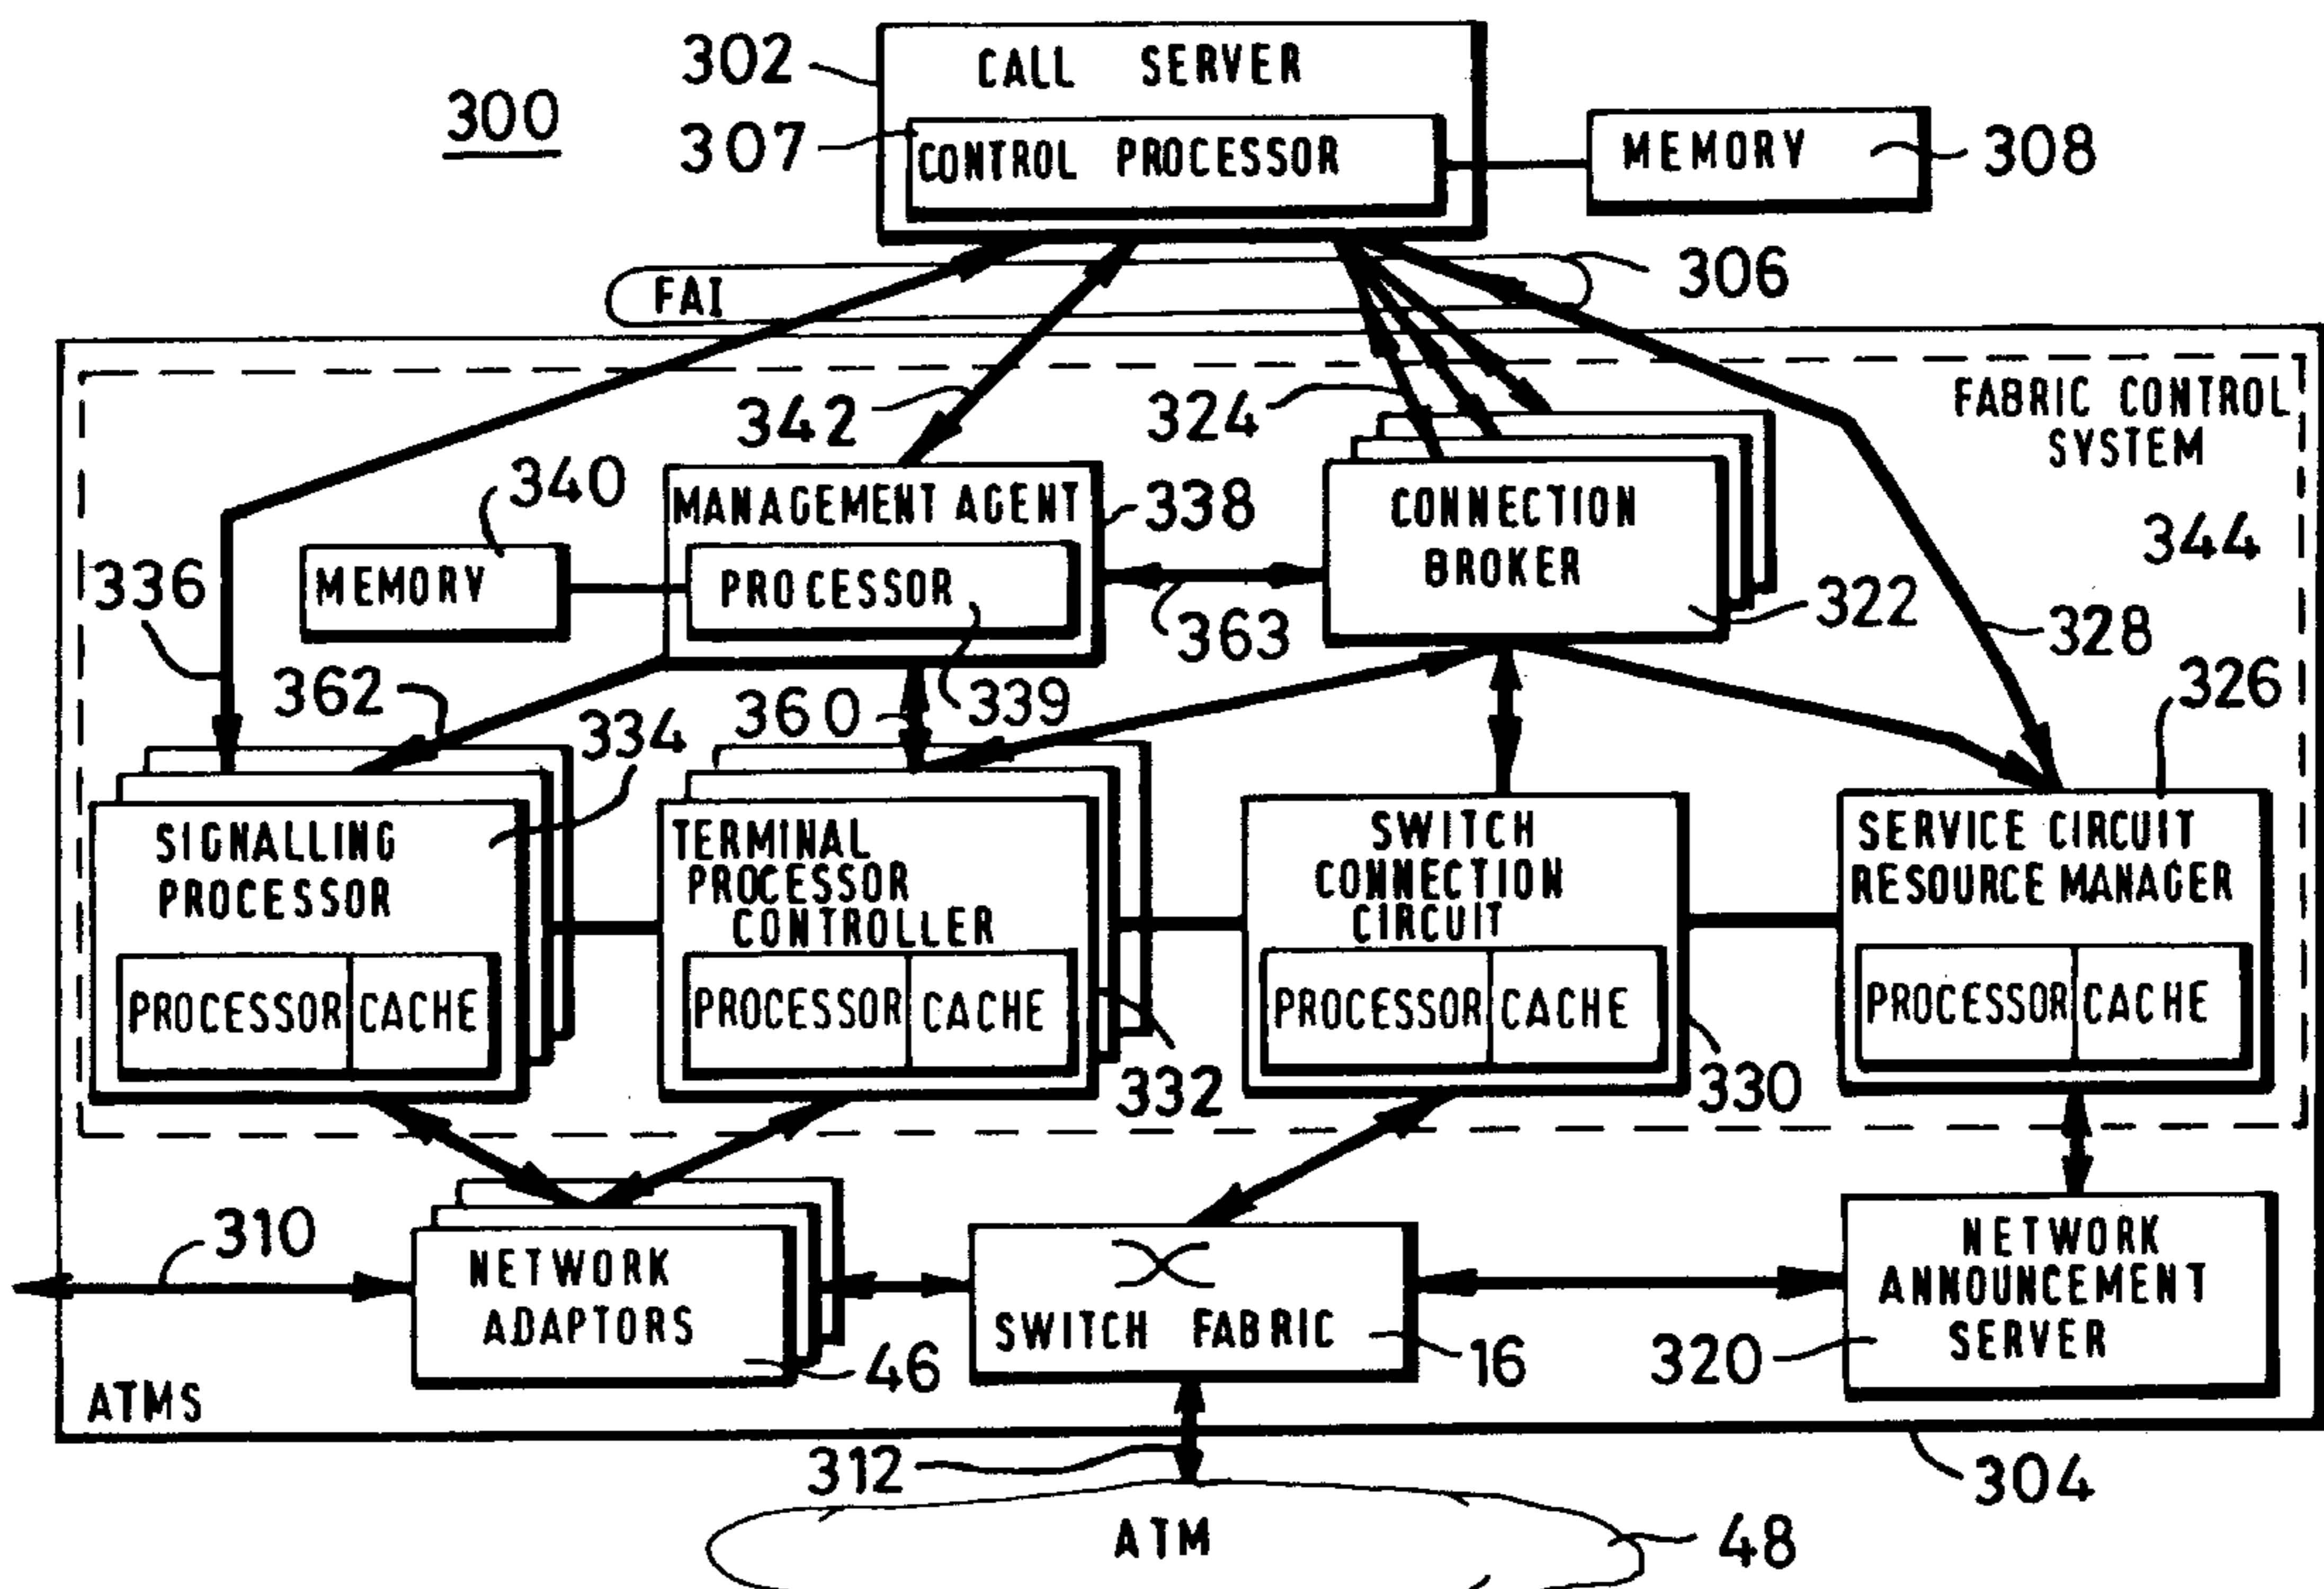 302
CALL SERVER
300
307
CONTROL PROCESSOR
MEMORY
308
FAI
306
342
324
FABRIC CONTROL
SYSTEM
344
340
MANAGEMENT AGENT
338
CONNECTION
BROKER
336
MEMORY
PROCESSOR
363
322
328
362
334
360
339
326
SIGNALLING
PROCESSOR
PROCESSOR CACHE
TERMINAL
PROCESSOR
CONTROLLER
PROCESSOR CACHE
332
SWITCH
CONNECTION
CIRCUIT
PROCESSOR CACHE
330
SERVICE CIRCUIT
RESOURCE MANAGER
PROCESSOR CACHE
310
NETWORK
ADAPTORS
46
SWITCH FABRIC
16
320
NETWORK
ANNOUNCEMENT
SERVER
ATMS
312
304
ATM
48